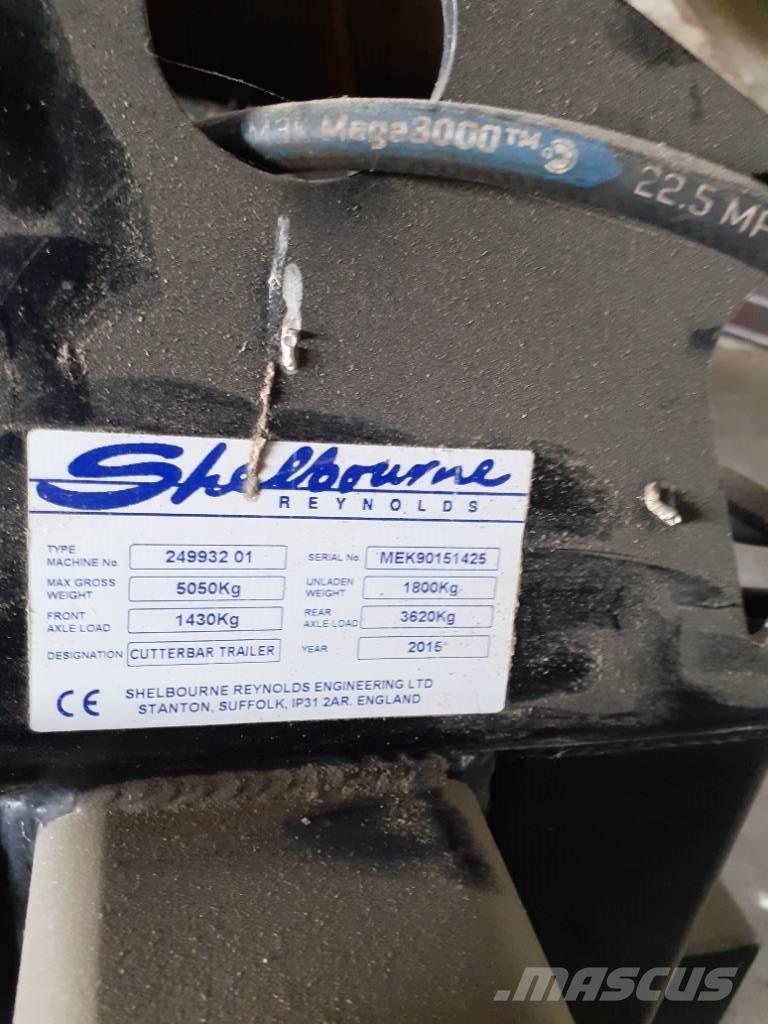 M3K Mega3000™
22.5 MP
Shelbourne
REYNOLDS
TYPE MACHINE No. 249932 01 SERIAL No. MEK90151425
MAX GROSS WEIGHT 5050Kg UNLADEN WEIGHT 1800Kg
FRONT AXLE LOAD 1430Kg REAR AXLE LOAD 3620Kg
DESIGNATION CUTTERBAR TRAILER YEAR 2015
CE SHELBOURNE REYNOLDS ENGINEERING LTD
STANTON, SUFFOLK, IP31 2AR. ENGLAND
MASCUS